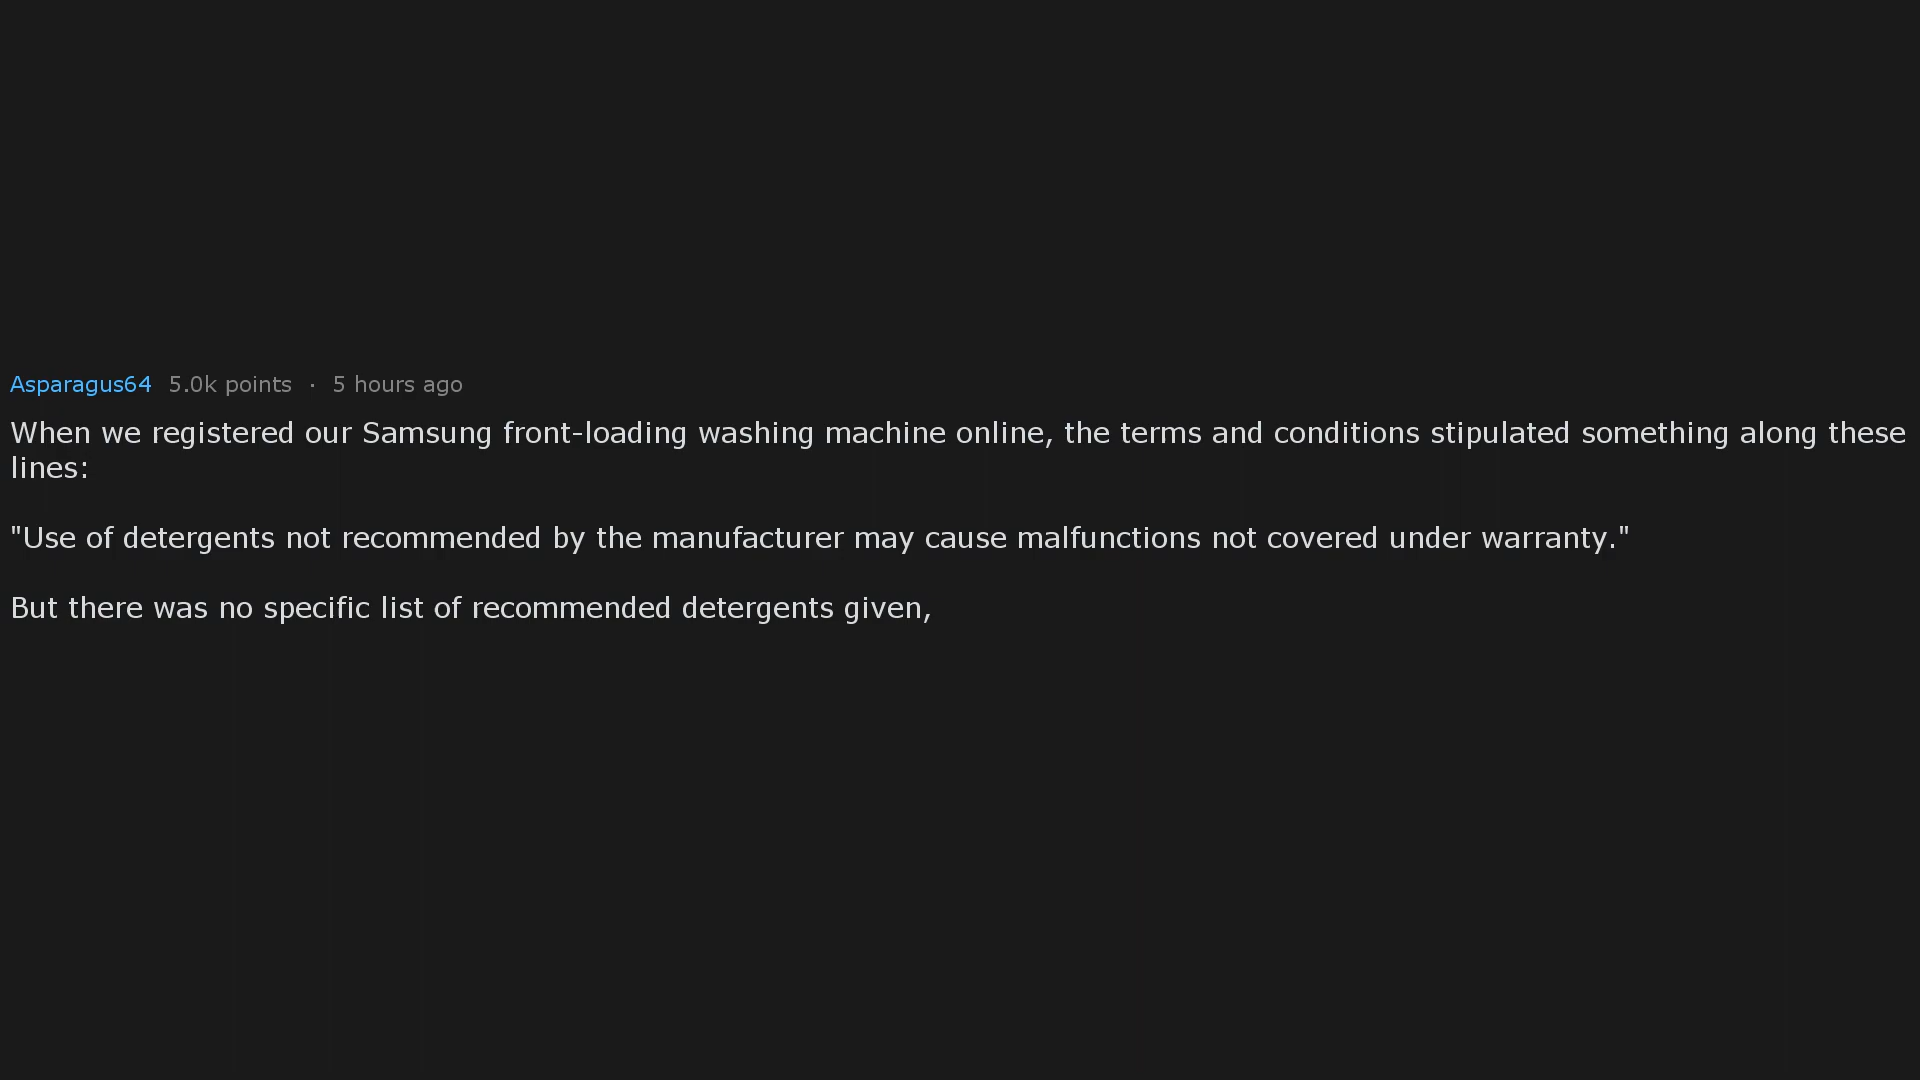 Asparagus64 5.0k points · 5 hours ago
When we registered our Samsung front-loading washing machine online, the terms and conditions stipulated something along these
lines:
"Use of detergents not recommended by the manufacturer may cause malfunctions not covered under warranty."
But there was no specific list of recommended detergents given,